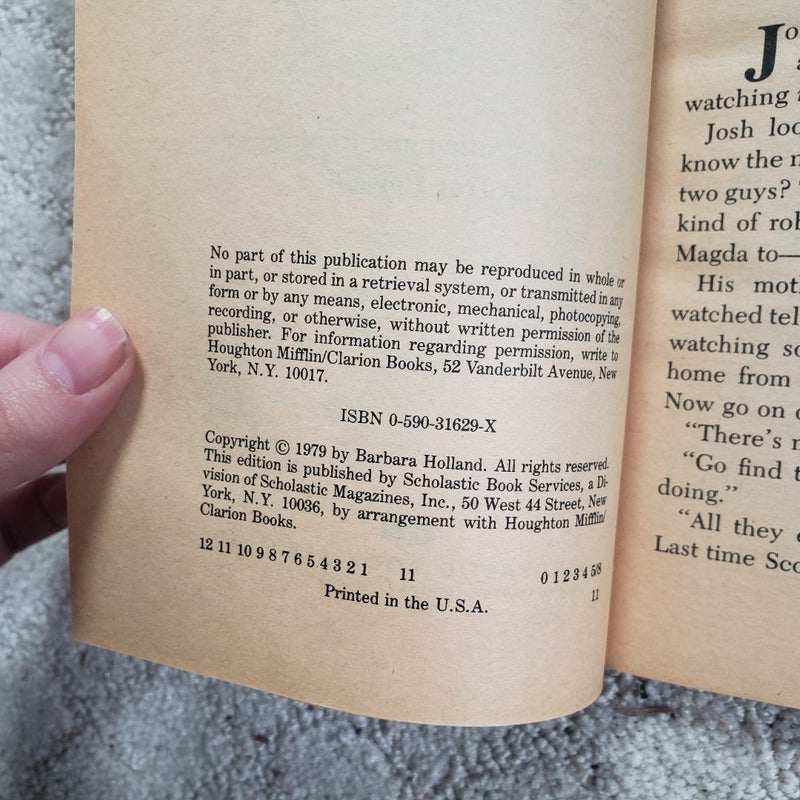 No part of this publication may be reproduced in whole or
in part, or stored in a retrieval system, or transmitted in any
form or by any means, electronic, mechanical, photocopying,
recording, or otherwise, without written permission of the
publisher. For information regarding permission, write to
Houghton Mifflin/Clarion Books, 52 Vanderbilt Avenue, New
York, N.Y. 10017.
ISBN 0-590-31629-X
Copyright © 1979 by Barbara Holland. All rights reserved.
This edition is published by Scholastic Book Services, a Di-
vision of Scholastic Magazines, Inc., 50 West 44 Street, New
York, N.Y. 10036, by arrangement with Houghton Mifflin/
Clarion Books.
12 11 10 9 8 7 6 5 4 3 2 1 11 0 1 2 3 4 5/8
Printed in the U.S.A. 11
watching
Josh
know the
two guys?
kind of
Magda to—
His
watched
watching
home from
Now go on
“There’s
“Go find
doing.”
“All they
Last time